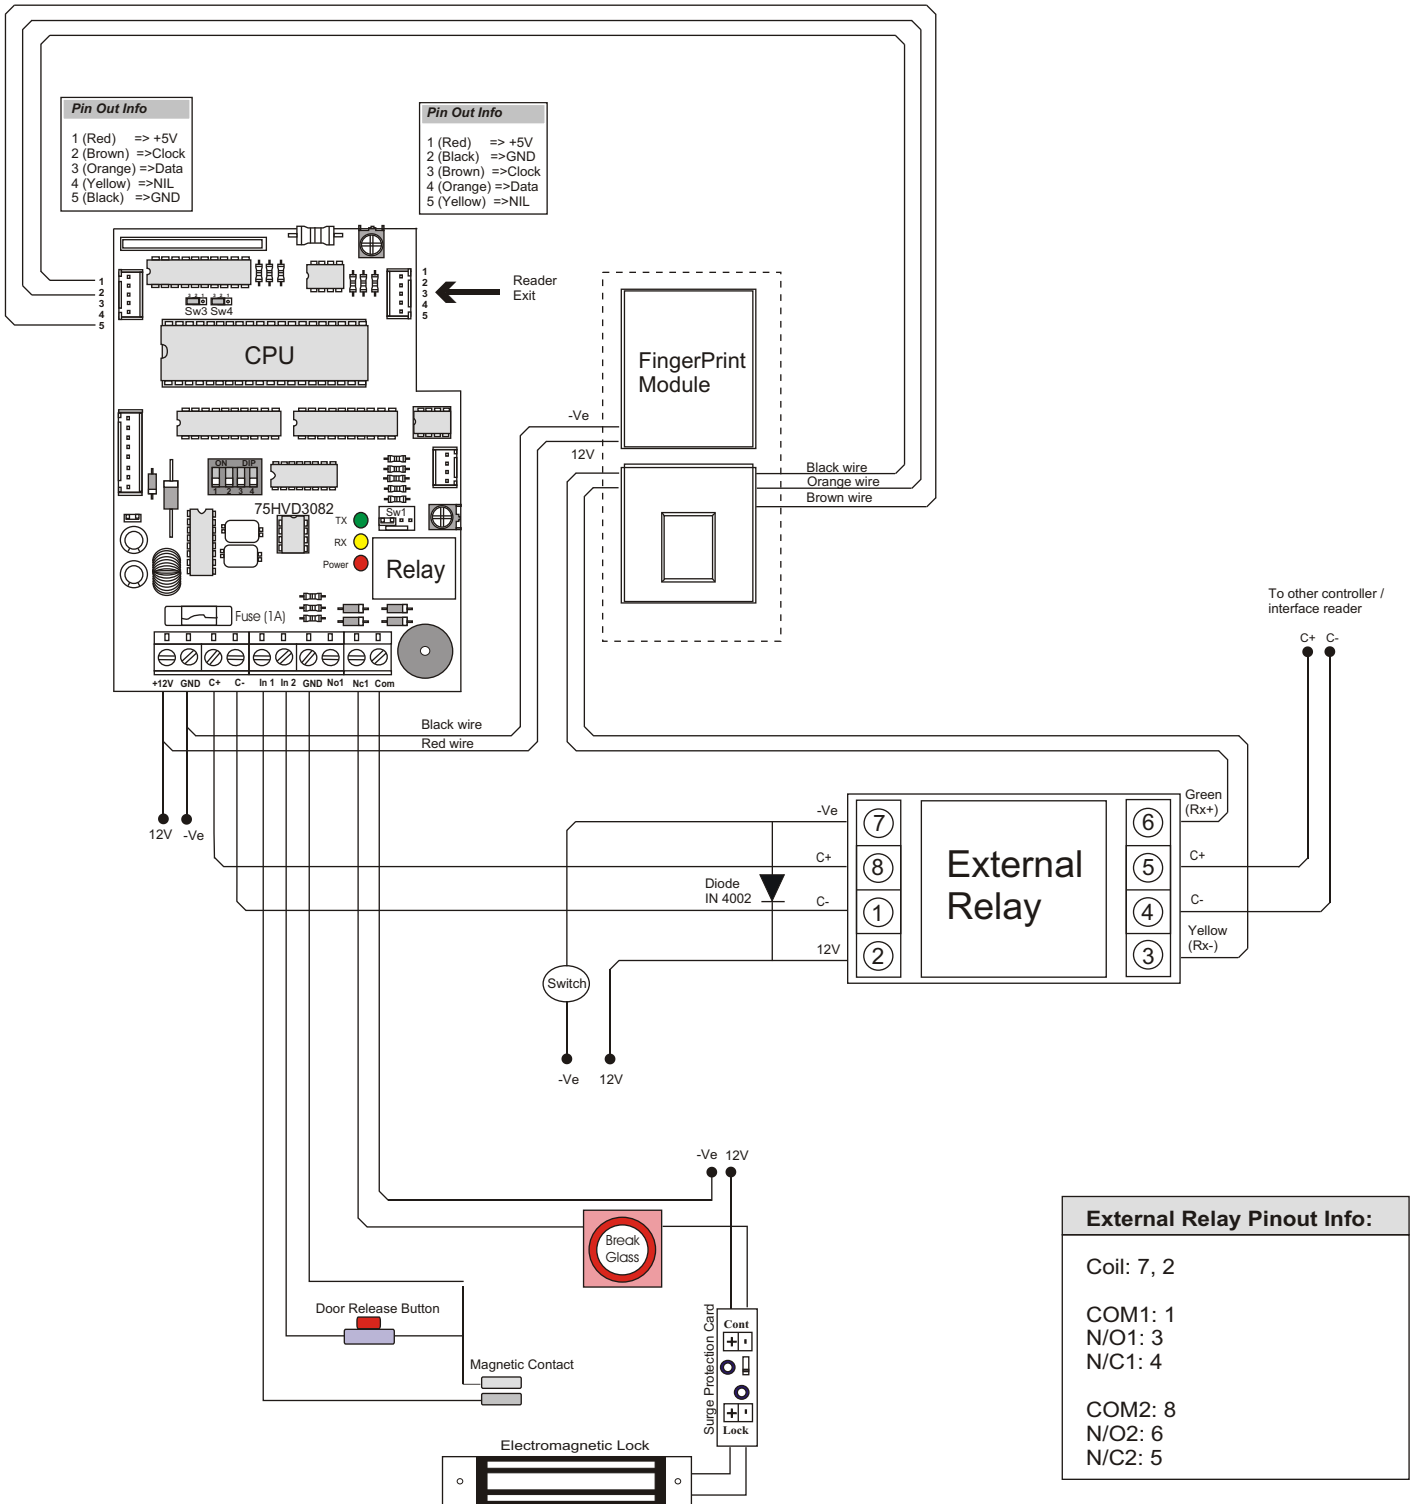 Pin Out Info
1 (Red) => +5V
2 (Brown) =>Clock
3 (Orange) =>Data
4 (Yellow) =>NIL
5 (Black) =>GND
Pin Out Info
1 (Red) => +5V
2 (Black) =>GND
3 (Brown) =>Clock
4 (Orange) =>Data
5 (Yellow) =>NIL
1
2
3
4
5
3 2 1
3 2 1
Sw3 Sw4
1
2
3
4
5
Reader
Exit
CPU
FingerPrint
Module
-Ve
12V
Black wire
Orange wire
Brown wire
ON DIP
1 2 3 4
75HVD3082
TX
RX
Power
Sw1
Relay
Fuse (1A)
+12V GND C+ C- In 1 In 2 GND No1 Nc1 Com
To other controller /
interface reader
C+ C-
Black wire
Red wire
12V -Ve
-Ve
C+
C-
12V
Diode
IN 4002
7
8
1
2
External
Relay
6
5
4
3
Green
(Rx+)
C+
C-
Yellow
(Rx-)
Switch
-Ve 12V
-Ve 12V
Break
Glass
Door Release Button
Magnetic Contact
Surge Protection Card
Cont
+ -
+ -
Lock
Electromagnetic Lock
External Relay Pinout Info:
Coil: 7, 2
COM1: 1
N/O1: 3
N/C1: 4
COM2: 8
N/O2: 6
N/C2: 5